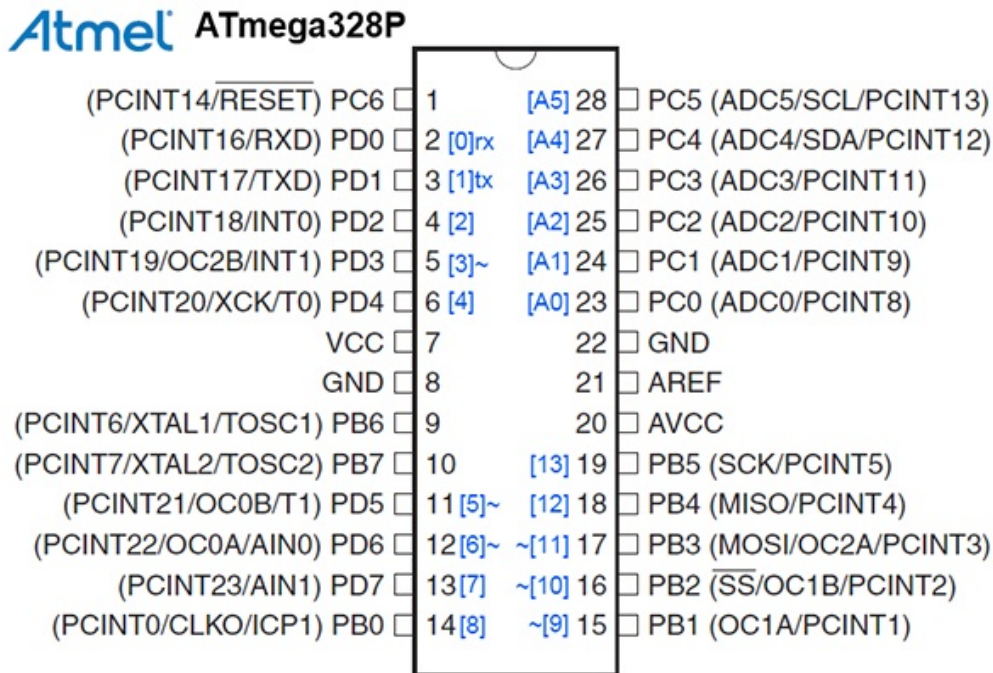 Atmel ATmega328P
(PCINT14/RESET) PC6 1 [A5] 28 PC5 (ADC5/SCL/PCINT13)
(PCINT16/RXD) PD0 2 [0]rx [A4] 27 PC4 (ADC4/SDA/PCINT12)
(PCINT17/TXD) PD1 3 [1]tx [A3] 26 PC3 (ADC3/PCINT11)
(PCINT18/INT0) PD2 4 [2] [A2] 25 PC2 (ADC2/PCINT10)
(PCINT19/OC2B/INT1) PD3 5 [3]~ [A1] 24 PC1 (ADC1/PCINT9)
(PCINT20/XCK/T0) PD4 6 [4] [A0] 23 PC0 (ADC0/PCINT8)
VCC 7 22 GND
GND 8 21 AREF
(PCINT6/XTAL1/TOSC1) PB6 9 20 AVCC
(PCINT7/XTAL2/TOSC2) PB7 10 [13] 19 PB5 (SCK/PCINT5)
(PCINT21/OC0B/T1) PD5 11 [5]~ [12] 18 PB4 (MISO/PCINT4)
(PCINT22/OC0A/AIN0) PD6 12 [6]~ ~[11] 17 PB3 (MOSI/OC2A/PCINT3)
(PCINT23/AIN1) PD7 13 [7] ~[10] 16 PB2 (SS/OC1B/PCINT2)
(PCINT0/CLKO/ICP1) PB0 14 [8] ~[9] 15 PB1 (OC1A/PCINT1)